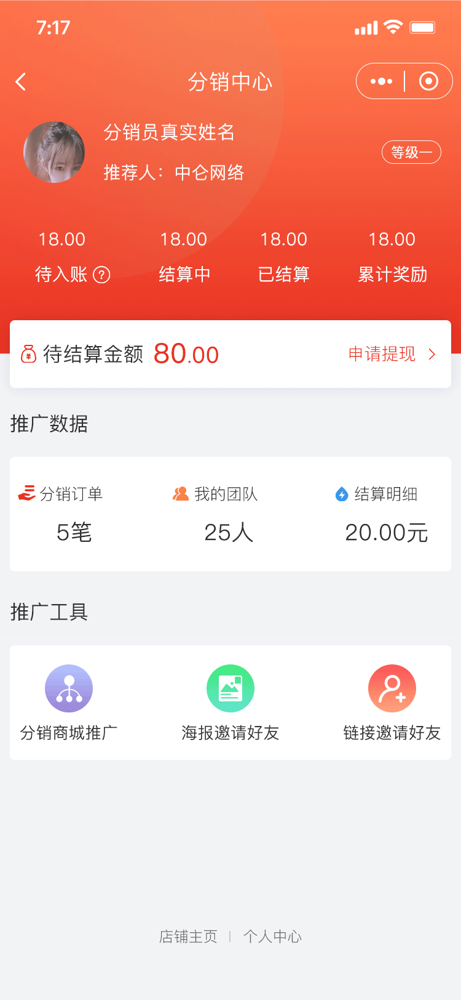 7:17
分销中心
分销员真实姓名
等级一
推荐人：中仑网络
18.00 18.00 18.00 18.00
待入账 ? 结算中 已结算 累计奖励
¥ 待结算金额 80.00 申请提现
推广数据
分销订单 我的团队 结算明细
5笔 25人 20.00元
推广工具
分销商城推广 海报邀请好友 链接邀请好友
店铺主页 | 个人中心